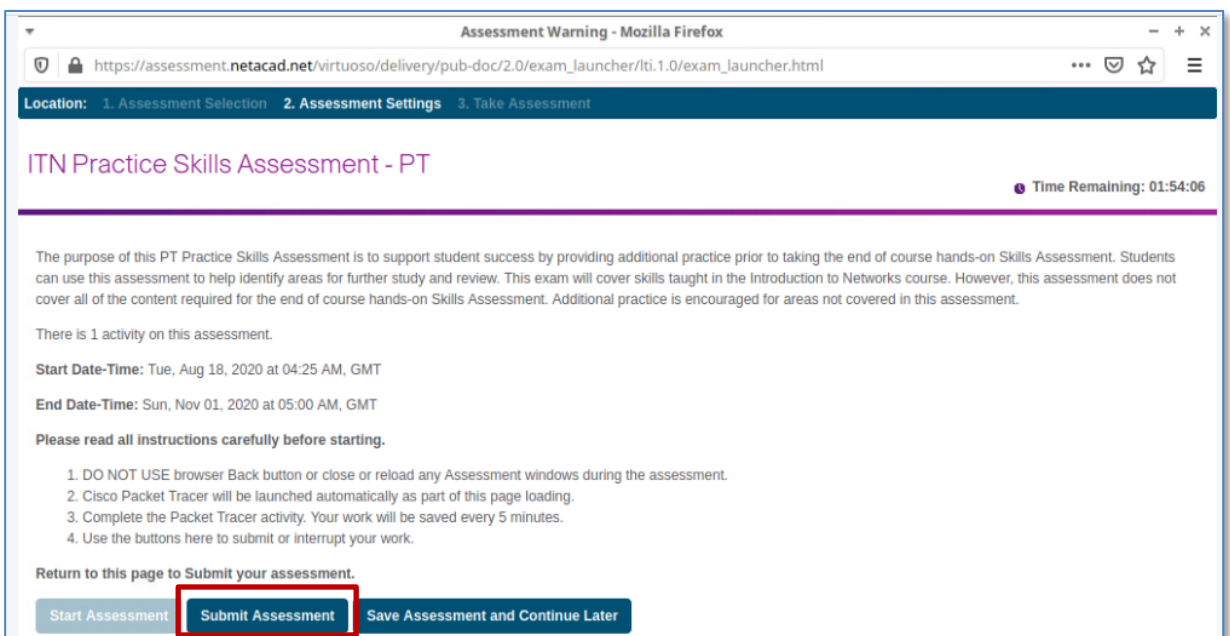 Assessment Warning - Mozilla Firefox
https://assessment.netacad.net/virtuoso/delivery/pub-doc/2.0/exam_launcher/lti.1.0/exam_launcher.html
Location: 1. Assessment Selection 2. Assessment Settings 3. Take Assessment
ITN Practice Skills Assessment - PT
Time Remaining: 01:54:06
The purpose of this PT Practice Skills Assessment is to support student success by providing additional practice prior to taking the end of course hands-on Skills Assessment. Students
can use this assessment to help identify areas for further study and review. This exam will cover skills taught in the Introduction to Networks course. However, this assessment does not
cover all of the content required for the end of course hands-on Skills Assessment. Additional practice is encouraged for areas not covered in this assessment.
There is 1 activity on this assessment.
Start Date-Time: Tue, Aug 18, 2020 at 04:25 AM, GMT
End Date-Time: Sun, Nov 01, 2020 at 05:00 AM, GMT
Please read all instructions carefully before starting.
1. DO NOT USE browser Back button or close or reload any Assessment windows during the assessment.
2. Cisco Packet Tracer will be launched automatically as part of this page loading.
3. Complete the Packet Tracer activity. Your work will be saved every 5 minutes.
4. Use the buttons here to submit or interrupt your work.
Return to this page to Submit your assessment.
Start Assessment Submit Assessment Save Assessment and Continue Later